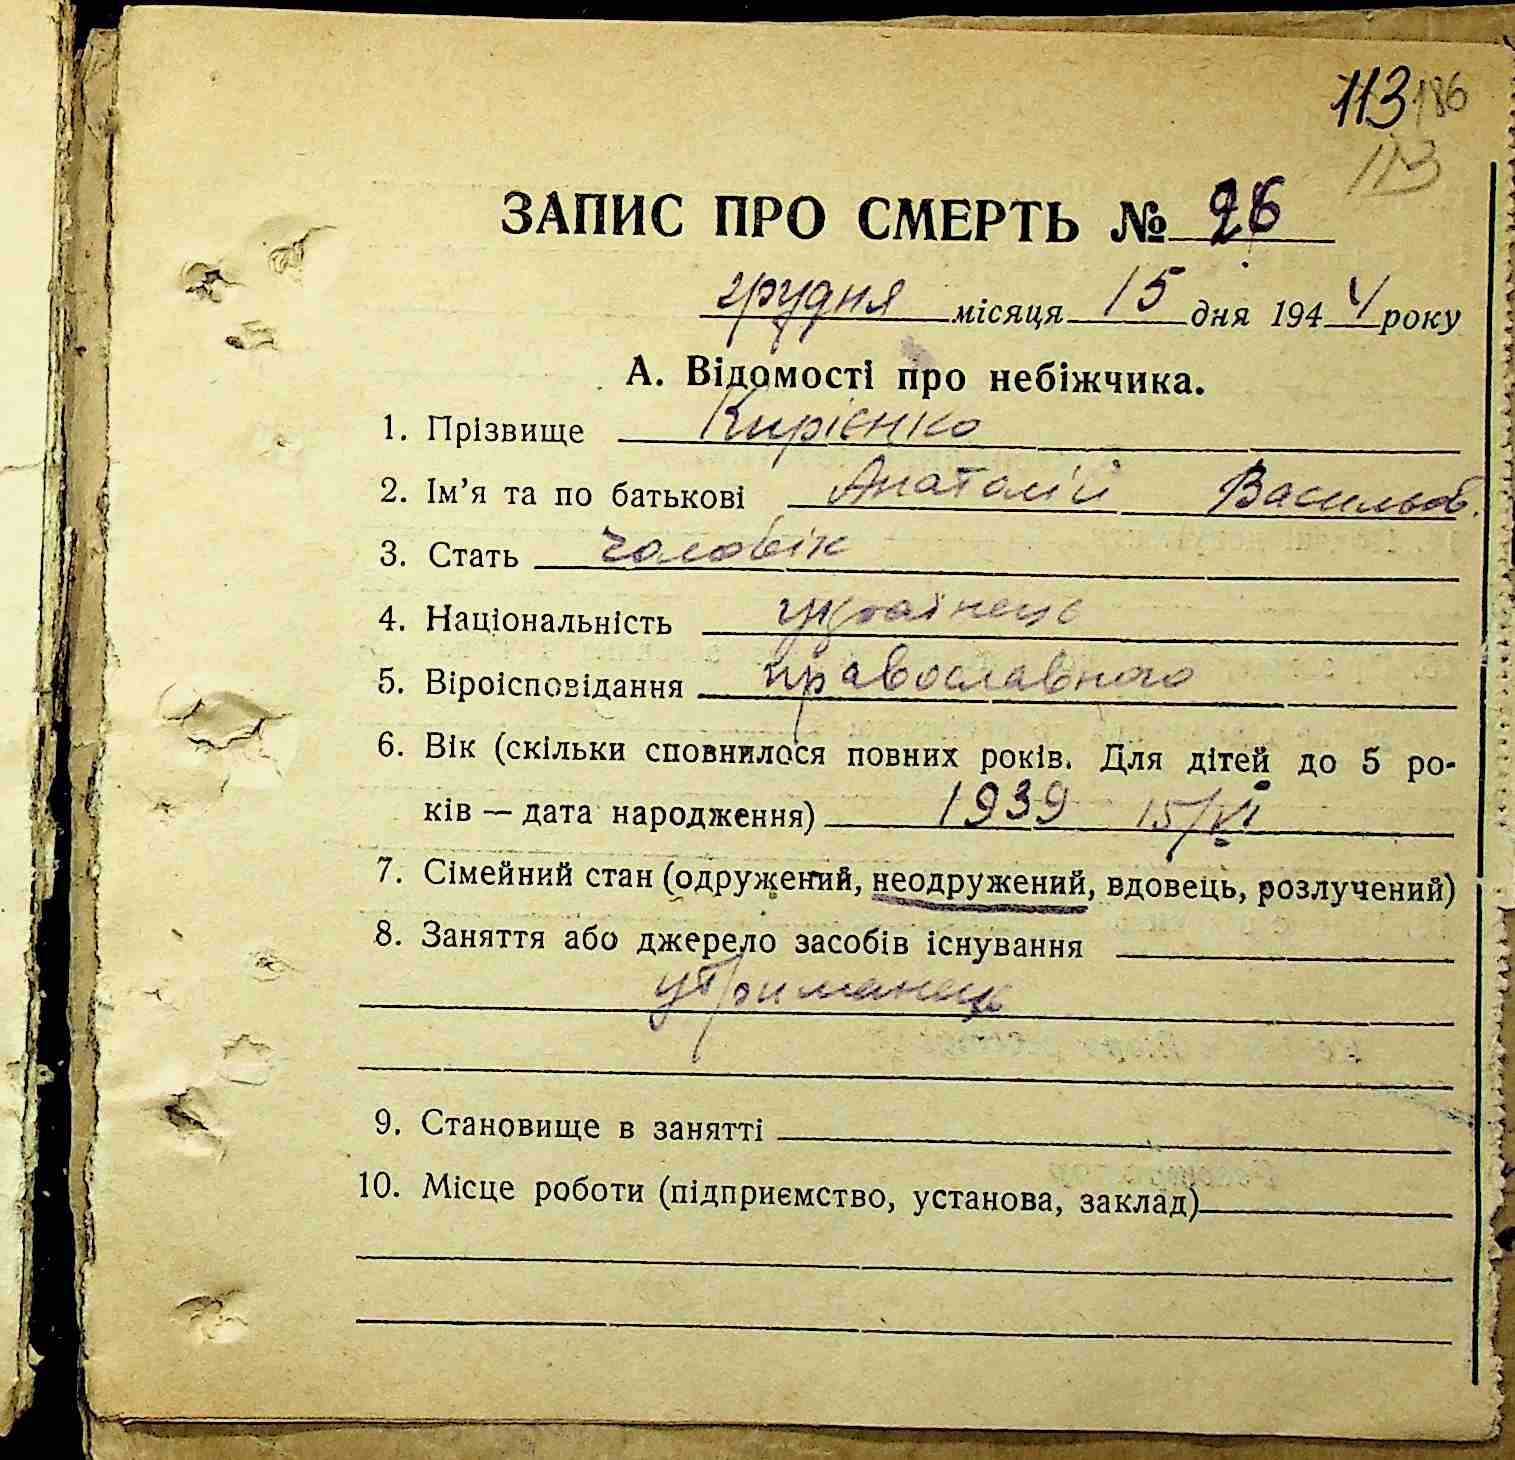 113 186
113
ЗАПИС ПРО СМЕРТЬ № 26
грудня місяця 15 дня 1944 року
А. Відомості про небіжчика.
1. Прізвище Кирієнко
2. Ім'я та по батькові Анатолій Васильов.
3. Стать чоловік
4. Національність українець
5. Віроісповідання православного
6. Вік (скільки сповнилося повних років. Для дітей до 5 ро-
ків — дата народження) 1939 15/VI
7. Сімейний стан (одружений, неодружений, вдовець, розлучений)
8. Заняття або джерело засобів існування
утриманець
9. Становище в занятті
10. Місце роботи (підприємство, установа, заклад)